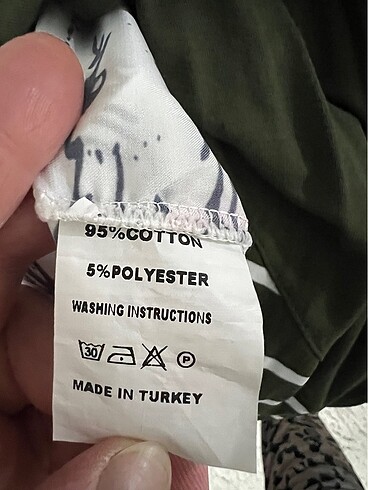 95%COTTON
5%POLYESTER
WASHING INSTRUCTIONS
30 P
MADE IN TURKEY